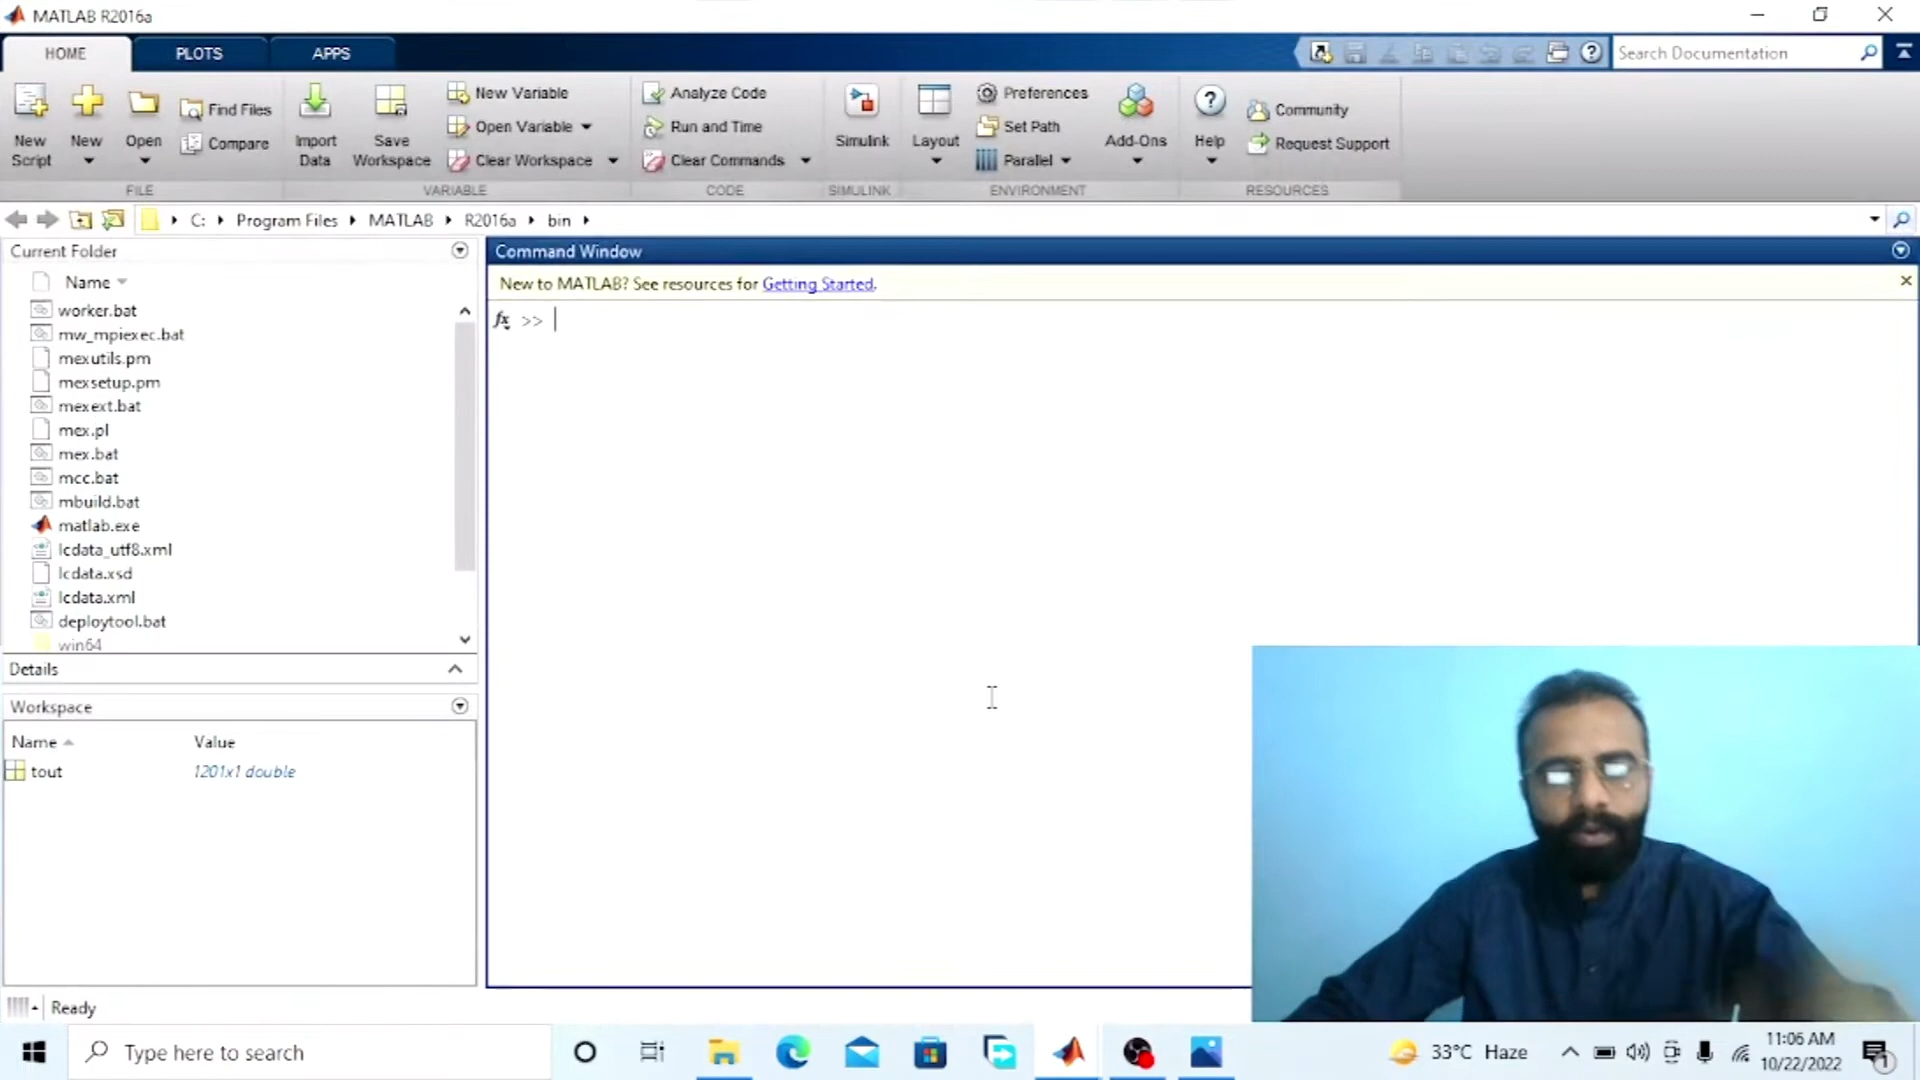 MATLAB R2016a
HOME PLOTS APPS
Search Documentation
New Script
New
Open
Find Files
Compare
FILE
Import Data
Save Workspace
New Variable
Open Variable
Clear Workspace
VARIABLE
Analyze Code
Run and Time
Clear Commands
CODE
Simulink
SIMULINK
Layout
Preferences
Set Path
Parallel
Add-Ons
ENVIRONMENT
Help
Community
Request Support
RESOURCES
C: Program Files MATLAB R2016a bin
Current Folder
Name
worker.bat
mw_mpiexec.bat
mexutils.pm
mexsetup.pm
mexext.bat
mex.pl
mex.bat
mcc.bat
mbuild.bat
matlab.exe
lcdata_utf8.xml
lcdata.xsd
lcdata.xml
deploytool.bat
win64
Details
Workspace
Name Value
tout 1201x1 double
Command Window
New to MATLAB? See resources for Getting Started.
fx >>
Ready
Type here to search
33°C Haze
11:06 AM
10/22/2022
1